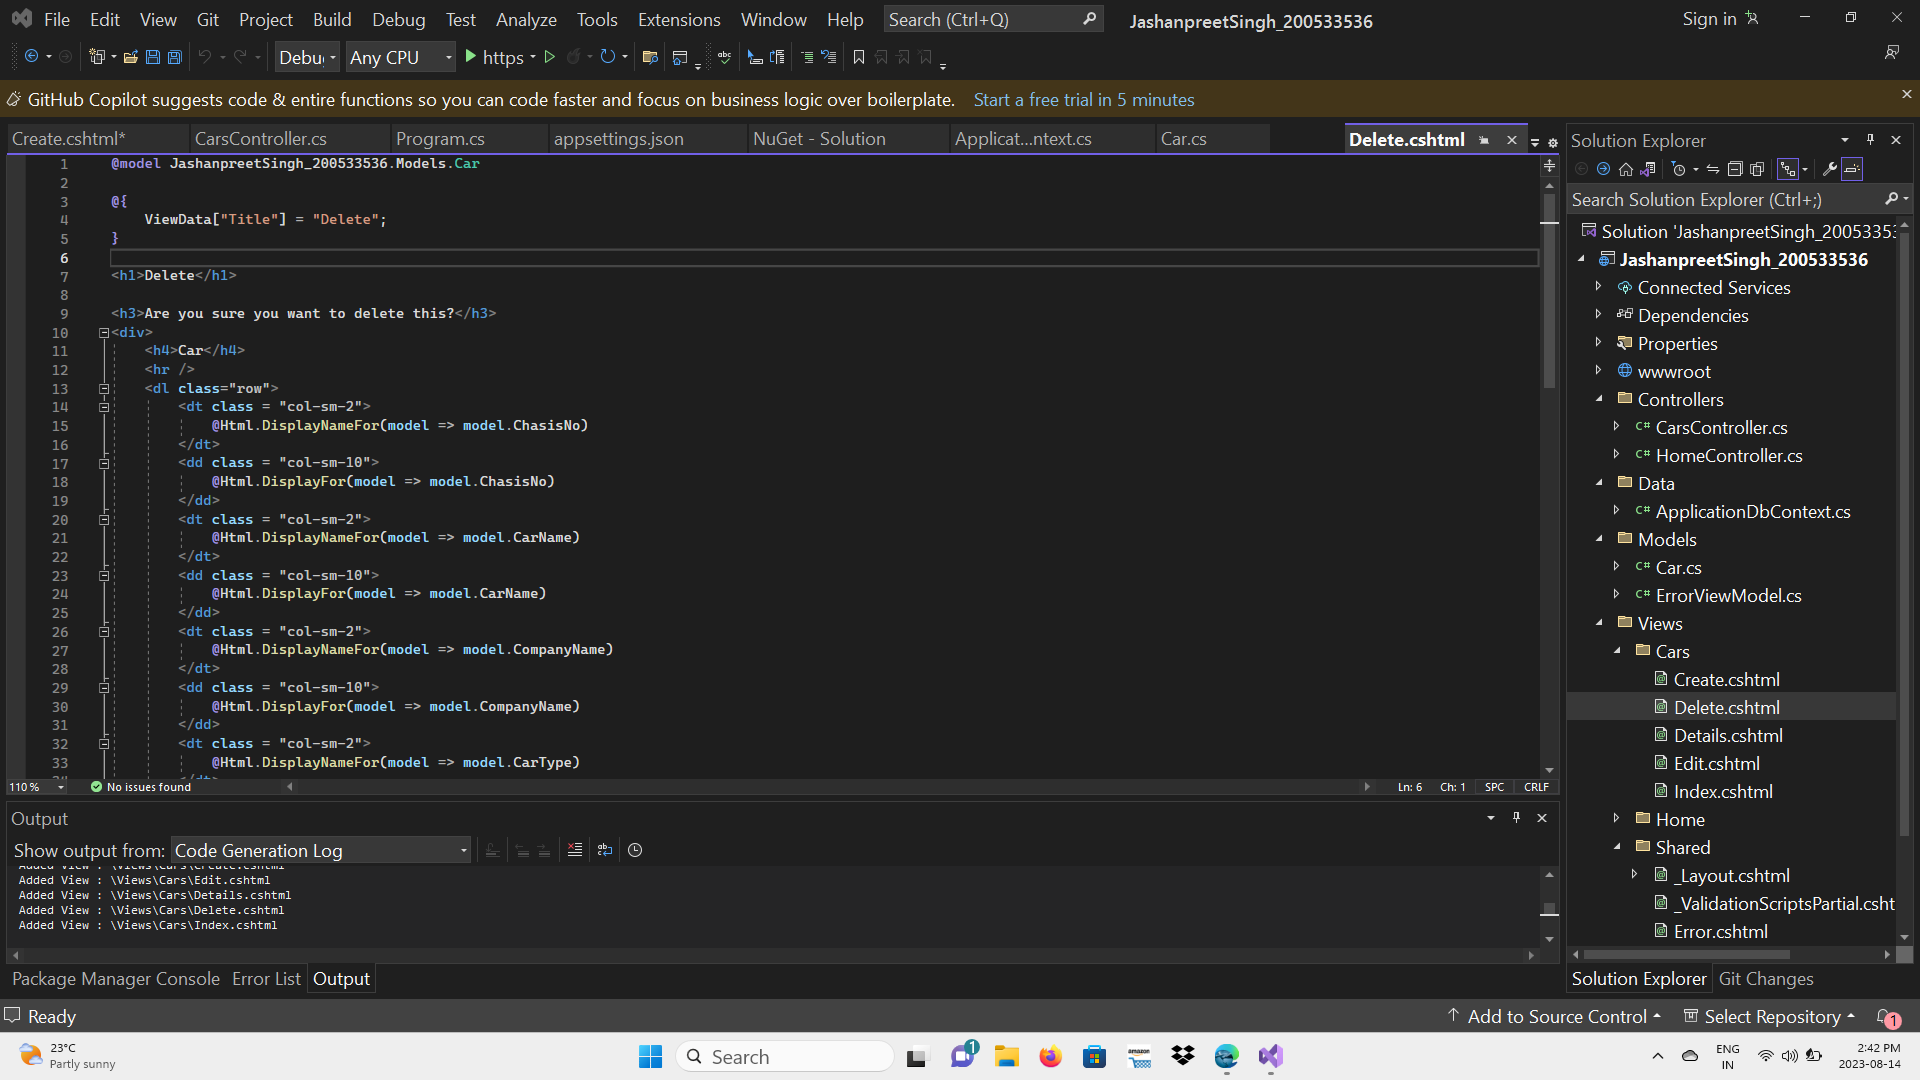 File Edit View Git Project Build Debug Test Analyze Tools Extensions Window Help Search (Ctrl+Q) JashanpreetSingh_200533536 Sign in
Debu Any CPU https
GitHub Copilot suggests code & entire functions so you can code faster and focus on business logic over boilerplate. Start a free trial in 5 minutes
Create.cshtml* CarsController.cs Program.cs appsettings.json NuGet - Solution Applicat...ntext.cs Car.cs Delete.cshtml
1 @model JashanpreetSingh_200533536.Models.Car
2
3 @{
4 ViewData["Title"] = "Delete";
5 }
6
7 <h1>Delete</h1>
8
9 <h3>Are you sure you want to delete this?</h3>
10 <div>
11 <h4>Car</h4>
12 <hr />
13 <dl class="row">
14 <dt class = "col-sm-2">
15 @Html.DisplayNameFor(model => model.ChasisNo)
16 </dt>
17 <dd class = "col-sm-10">
18 @Html.DisplayFor(model => model.ChasisNo)
19 </dd>
20 <dt class = "col-sm-2">
21 @Html.DisplayNameFor(model => model.CarName)
22 </dt>
23 <dd class = "col-sm-10">
24 @Html.DisplayFor(model => model.CarName)
25 </dd>
26 <dt class = "col-sm-2">
27 @Html.DisplayNameFor(model => model.CompanyName)
28 </dt>
29 <dd class = "col-sm-10">
30 @Html.DisplayFor(model => model.CompanyName)
31 </dd>
32 <dt class = "col-sm-2">
33 @Html.DisplayNameFor(model => model.CarType)
110 % No issues found Ln: 6 Ch: 1 SPC CRLF
Output
Show output from: Code Generation Log
Added View : \Views\Cars\Create.cshtml
Added View : \Views\Cars\Edit.cshtml
Added View : \Views\Cars\Details.cshtml
Added View : \Views\Cars\Delete.cshtml
Added View : \Views\Cars\Index.cshtml
Package Manager Console Error List Output
Solution Explorer
Search Solution Explorer (Ctrl+;)
Solution 'JashanpreetSingh_20053353
JashanpreetSingh_200533536
Connected Services
Dependencies
Properties
wwwroot
Controllers
C# CarsController.cs
C# HomeController.cs
Data
C# ApplicationDbContext.cs
Models
C# Car.cs
C# ErrorViewModel.cs
Views
Cars
Create.cshtml
Delete.cshtml
Details.cshtml
Edit.cshtml
Index.cshtml
Home
Shared
_Layout.cshtml
_ValidationScriptsPartial.csht
Error.cshtml
Solution Explorer Git Changes
Ready Add to Source Control Select Repository 1
23°C
Partly sunny
Search
1
amazon
ENG
IN
2:42 PM
2023-08-14